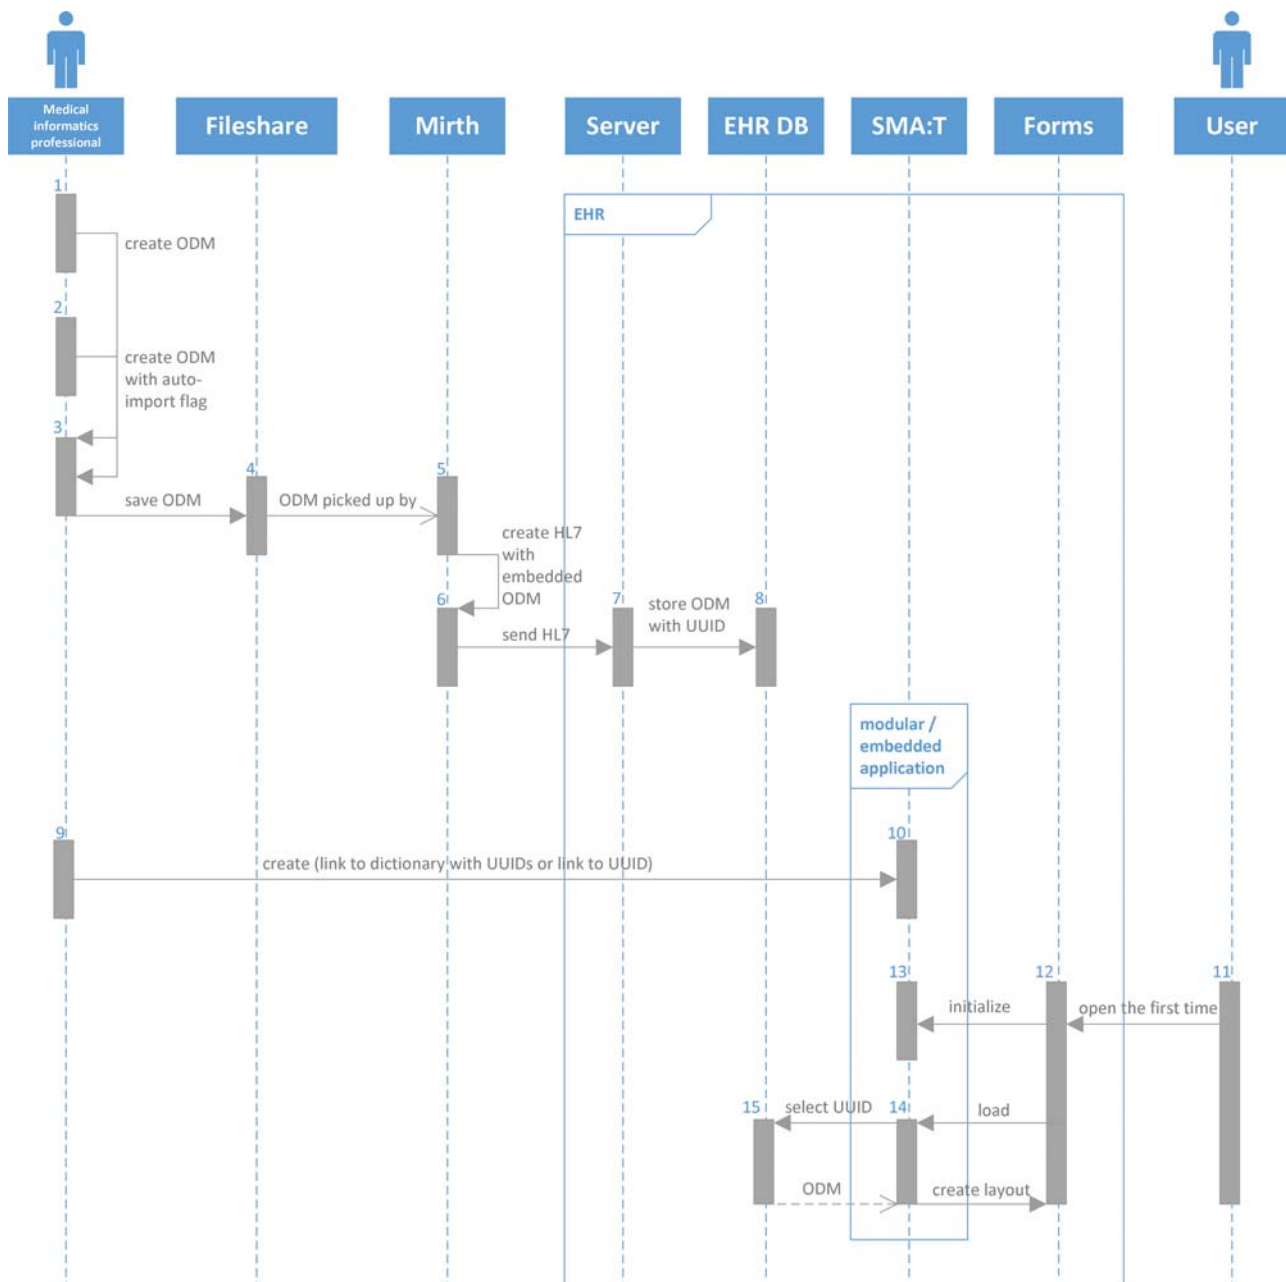 Medical
informatics
professional
Fileshare
Mirth
Server
EHR DB
SMA:T
Forms
User
1
EHR
create ODM
2
create ODM
with auto-
import flag
3
4
5
save ODM
ODM picked up by
create HL7
with
embedded
ODM
6
7
8
store ODM
with UUID
send HL7
modular /
embedded
application
9
10
create (link to dictionary with UUIDs or link to UUID)
13
12
11
initialize
open the first time
15
select UUID
14
load
ODM
create layout